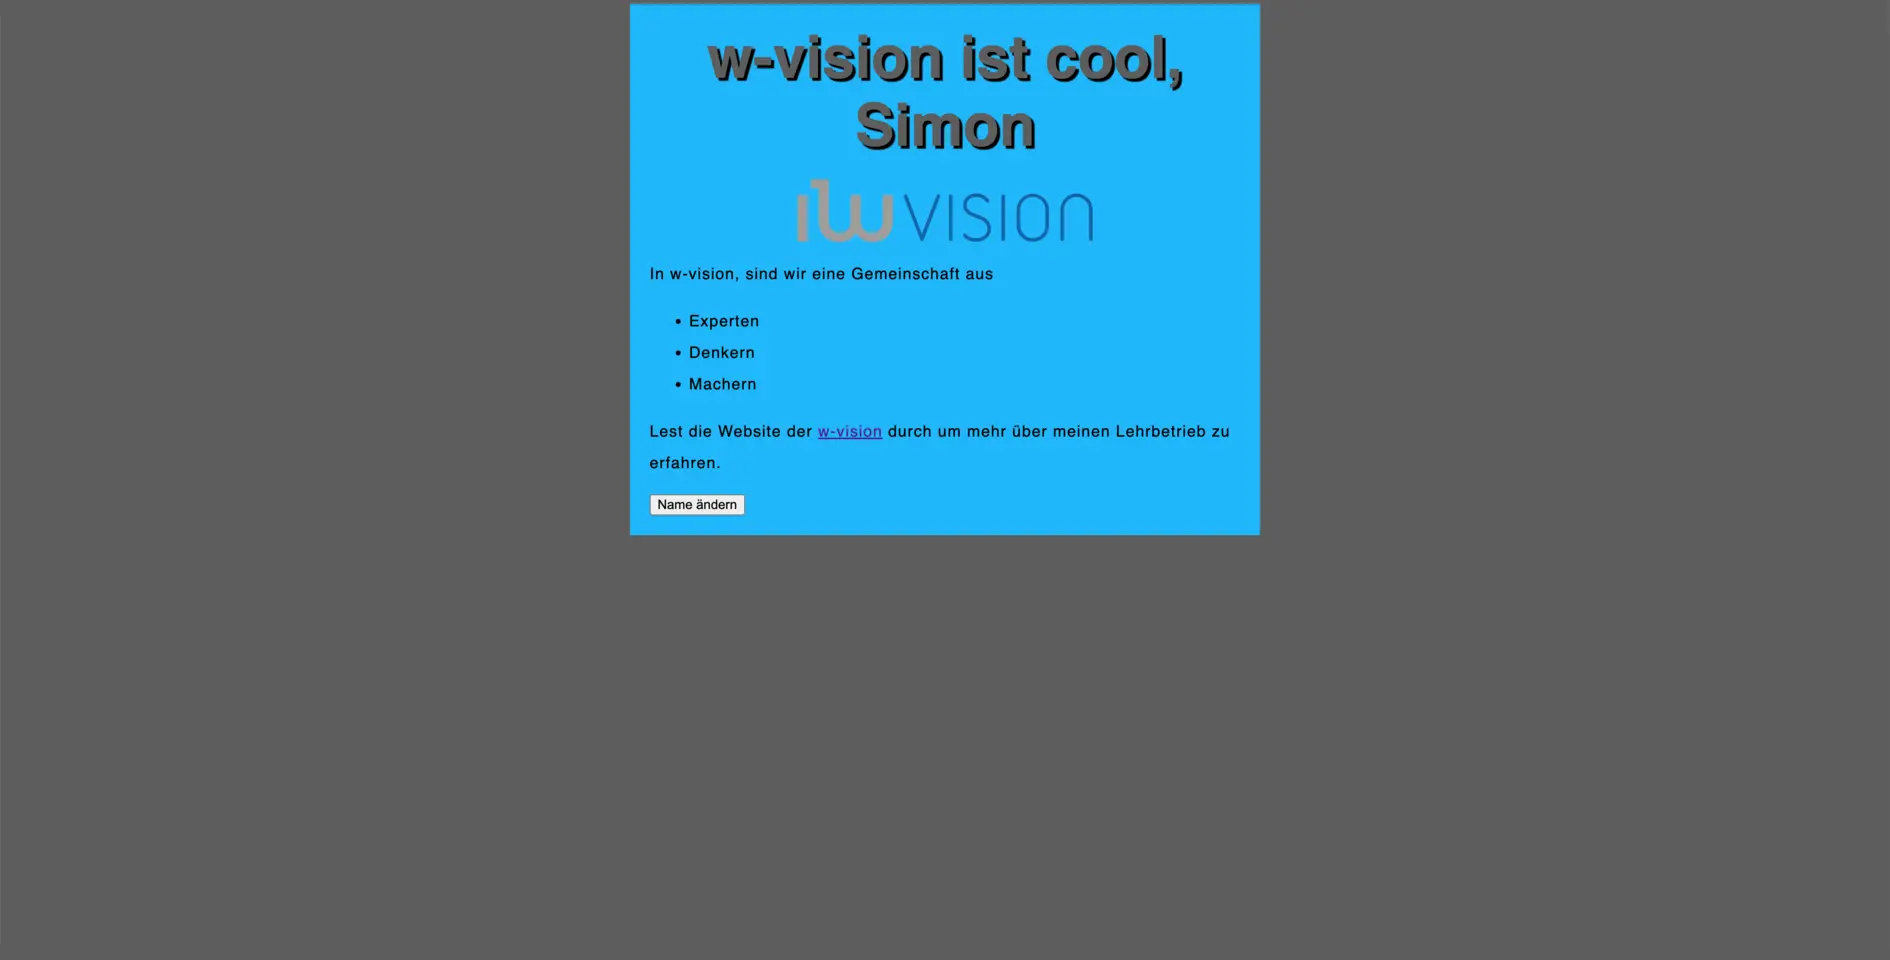 w-vision ist cool,
Simon
ıw vısıon
In w-vision, sind wir eine Gemeinschaft aus
• Experten
• Denkern
• Machern
Lest die Website der w-vision durch um mehr über meinen Lehrbetrieb zu
erfahren.
Name ändern